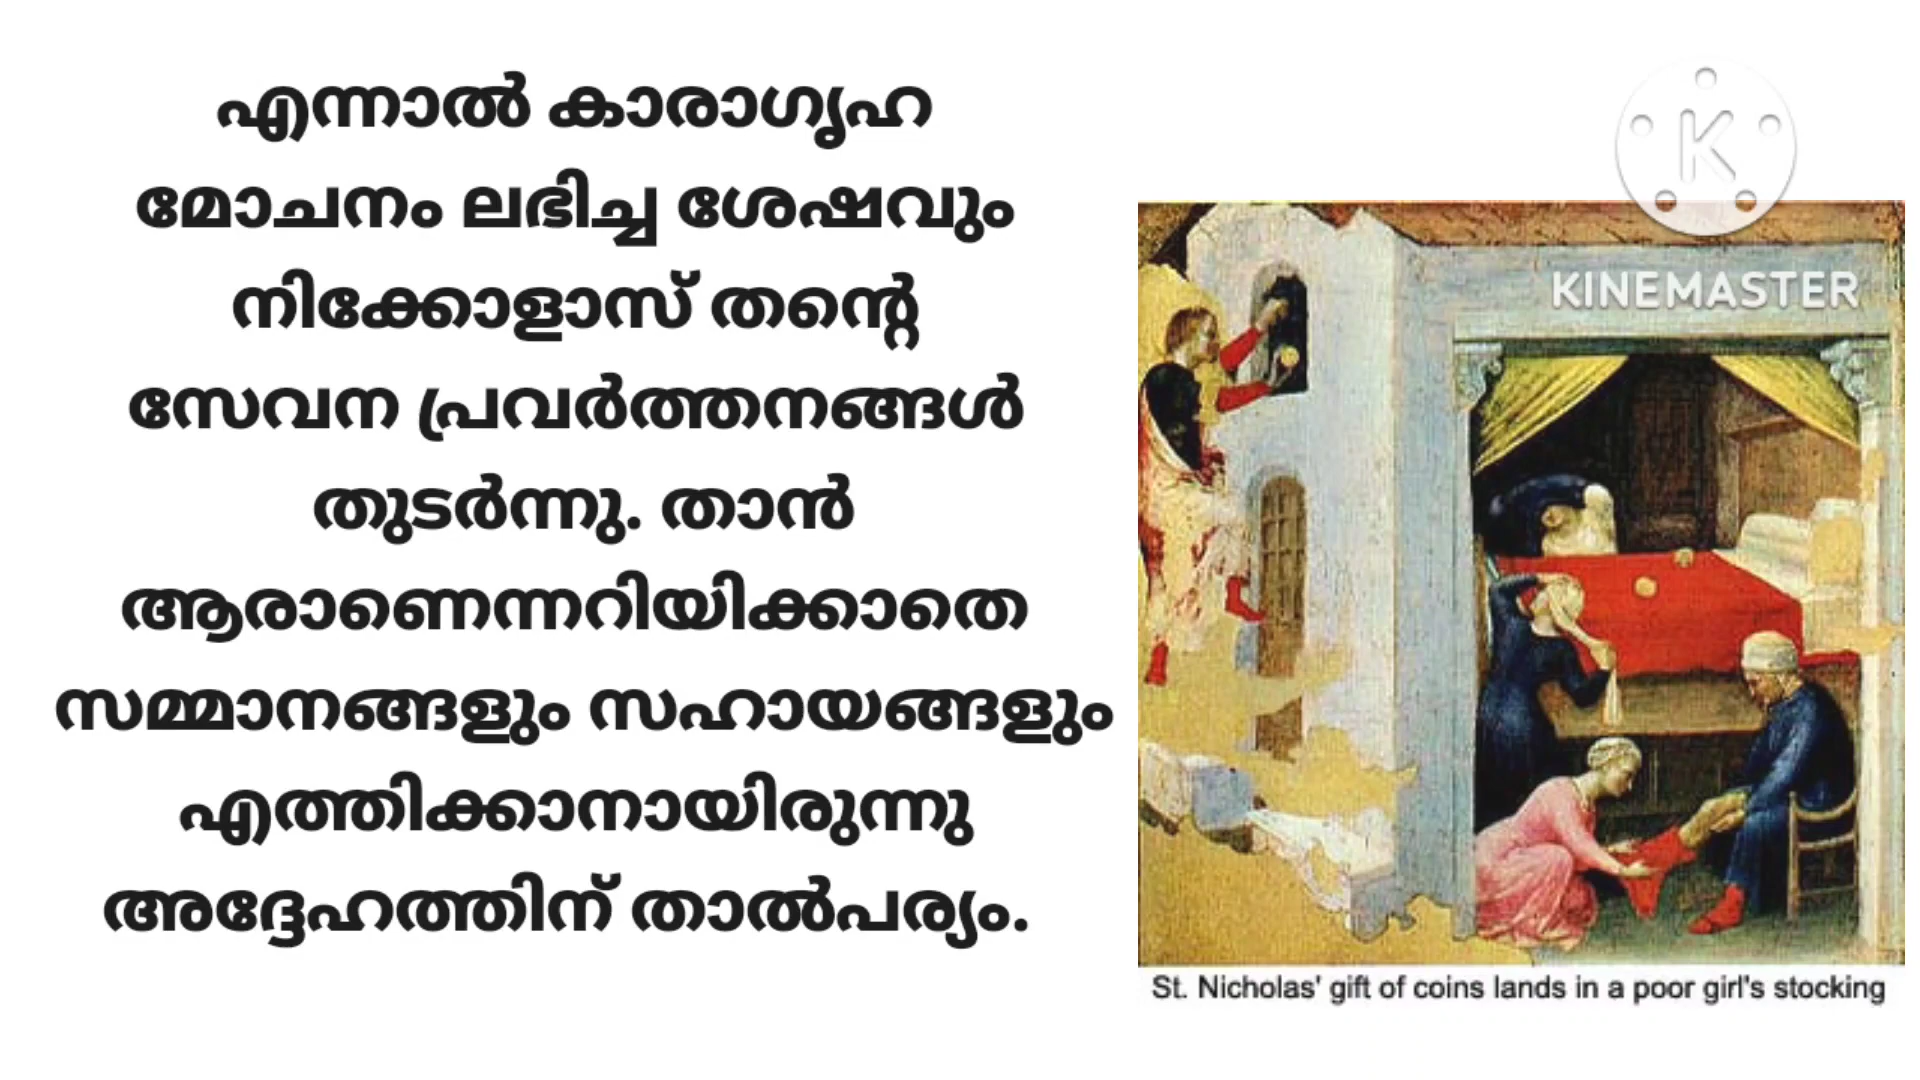 എന്നാൽ കാരാഗൃഹ
മോചനം ലഭിച്ച ശേഷവും
നിക്കോളാസ് തന്റെ
സേവന പ്രവർത്തനങ്ങൾ
തുടർന്നു. താൻ
ആരാണെന്നറിയിക്കാതെ
സമ്മാനങ്ങളും സഹായങ്ങളും
എത്തിക്കാനായിരുന്നു
അദ്ദേഹത്തിന് താൽപര്യം.
K
KINEMASTER
St. Nicholas' gift of coins lands in a poor girl's stocking